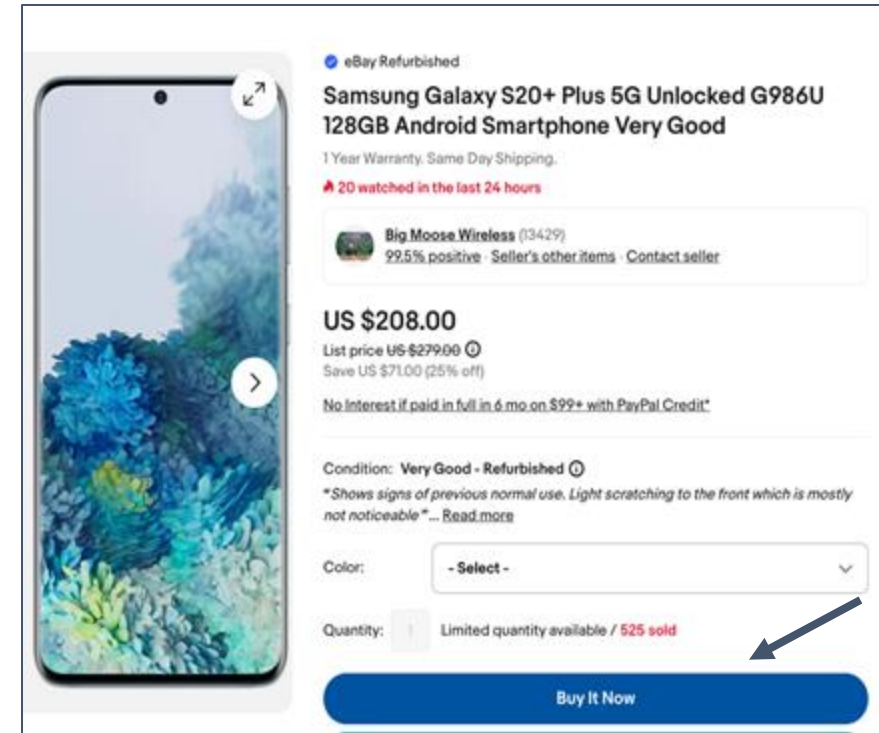 eBay Refurbished
Samsung Galaxy S20+ Plus 5G Unlocked G986U
128GB Android Smartphone Very Good
1 Year Warranty. Same Day Shipping.
20 watched in the last 24 hours
Big Moose Wireless (13429)
99.5% positive · Seller's other items · Contact seller
US $208.00
List price US $279.00
Save US $71.00 (25% off)
No Interest if paid in full in 6 mo on $99+ with PayPal Credit*
Condition: Very Good - Refurbished
"Shows signs of previous normal use. Light scratching to the front which is mostly
not noticeable"... Read more
Color: - Select -
Quantity: 1 Limited quantity available / 525 sold
Buy It Now